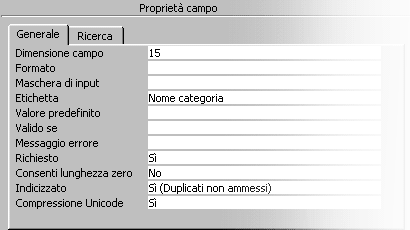 Proprietà campo
Generale Ricerca
Dimensione campo 15
Formato
Maschera di input
Etichetta Nome categoria
Valore predefinito
Valido se
Messaggio errore
Richiesto Sì
Consenti lunghezza zero No
Indicizzato Sì (Duplicati non ammessi)
Compressione Unicode Sì